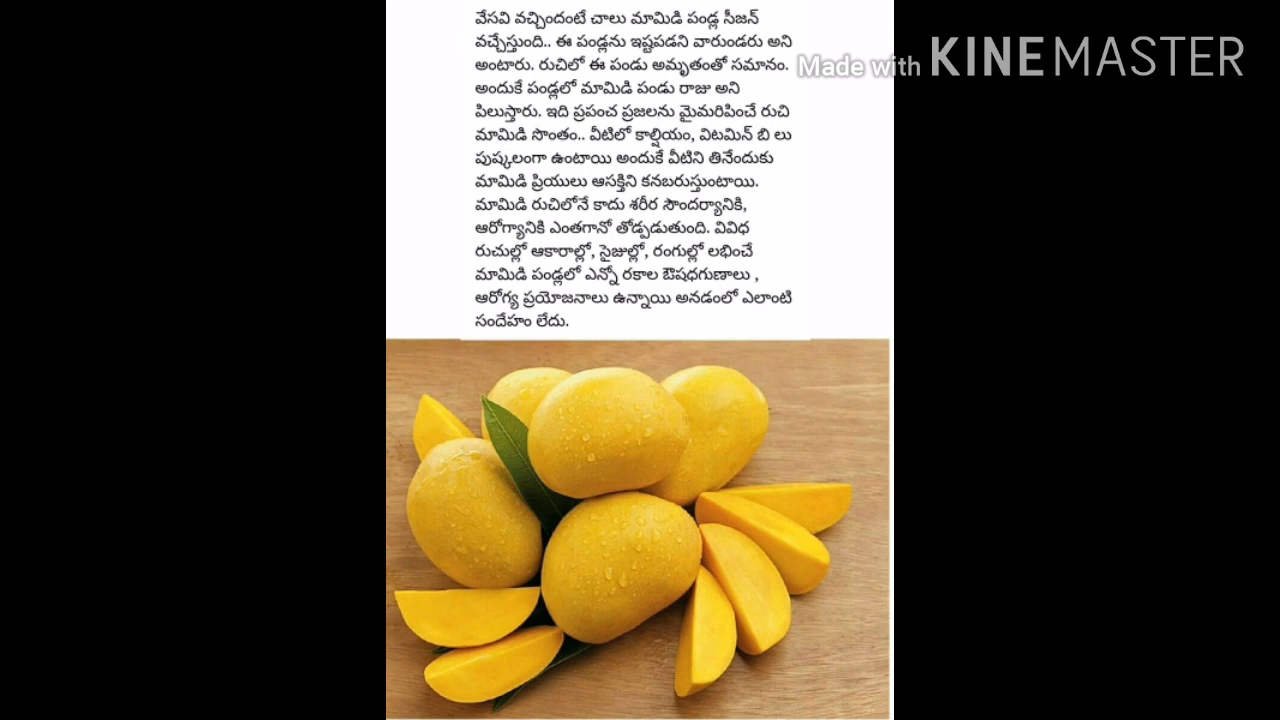 వేసవి వచ్చిందంటే చాలు మామిడి పండ్ల సీజన్
వచ్చేస్తుంది.. ఈ పండ్లను ఇష్టపడని వారుండరు అని
అంటారు. రుచిలో ఈ పండు అమృతంతో సమానం.
Made with KINEMASTER
అందుకే పండ్లలో మామిడి పండు రాజు అని
పిలుస్తారు. ఇది ప్రపంచ ప్రజలను మైమరిపించే రుచి
మామిడి సొంతం.. వీటిలో కాల్షియం, విటమిన్ బి లు
పుష్కలంగా ఉంటాయి అందుకే వీటిని తినేందుకు
మామిడి ప్రియులు ఆసక్తిని కనబరుస్తుంటాయి.
మామిడి రుచిలోనే కాదు శరీర సౌందర్యానికి,
ఆరోగ్యానికి ఎంతగానో తోడ్పడుతుంది. వివిధ
రుచుల్లో ఆకారాల్లో, సైజుల్లో, రంగుల్లో లభించే
మామిడి పండ్లలో ఎన్నో రకాల ఔషధగుణాలు ,
ఆరోగ్య ప్రయోజనాలు ఉన్నాయి అనడంలో ఎలాంటి
సందేహం లేదు.